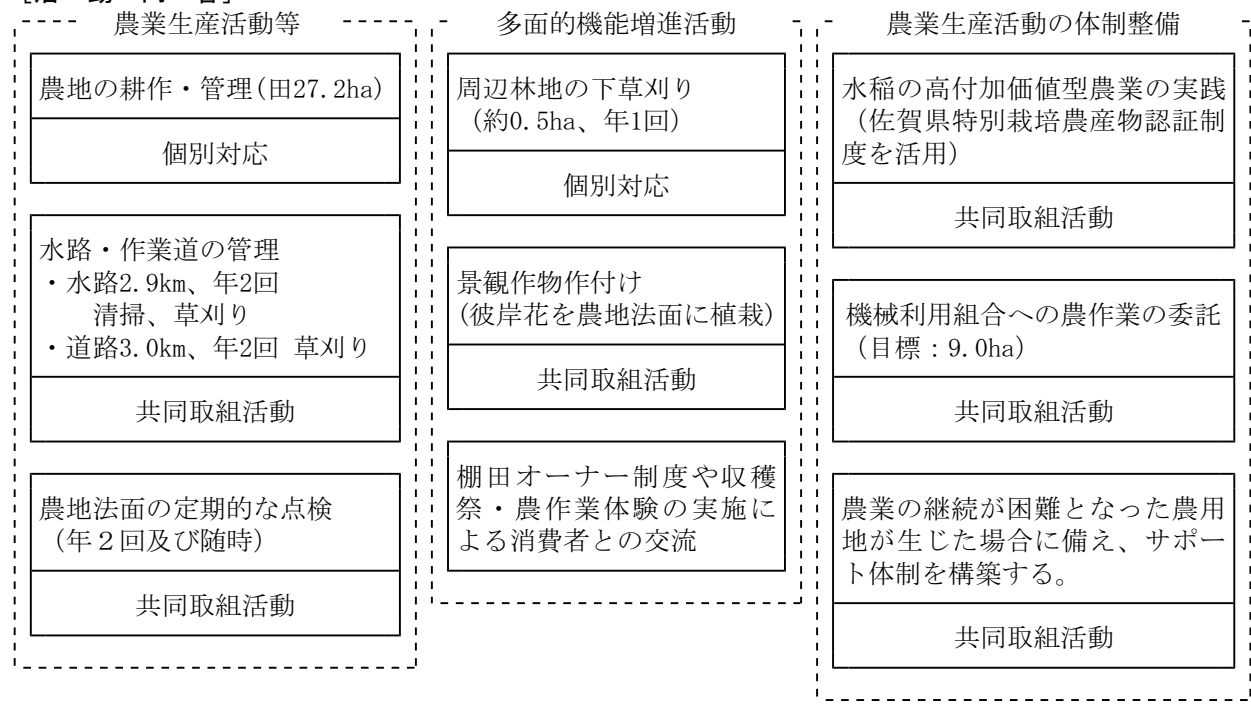 農業生産活動等
農地の耕作・管理(田27.2ha)
個別対応
水路・作業道の管理
・水路2.9km、年2回
清掃、草刈り
・道路3.0km、年2回 草刈り
共同取組活動
農地法面の定期的な点検
(年２回及び随時)
共同取組活動
多面的機能増進活動
周辺林地の下草刈り
(約0.5ha、年1回)
個別対応
景観作物作付け
(彼岸花を農地法面に植栽)
共同取組活動
棚田オーナー制度や収穫
祭・農作業体験の実施に
よる消費者との交流
農業生産活動の体制整備
水稲の高付加価値型農業の実践
（佐賀県特別栽培農産物認証制
度を活用）
共同取組活動
機械利用組合への農作業の委託
（目標：9.0ha）
共同取組活動
農業の継続が困難となった農用
地が生じた場合に備え、サポー
ト体制を構築する。
共同取組活動